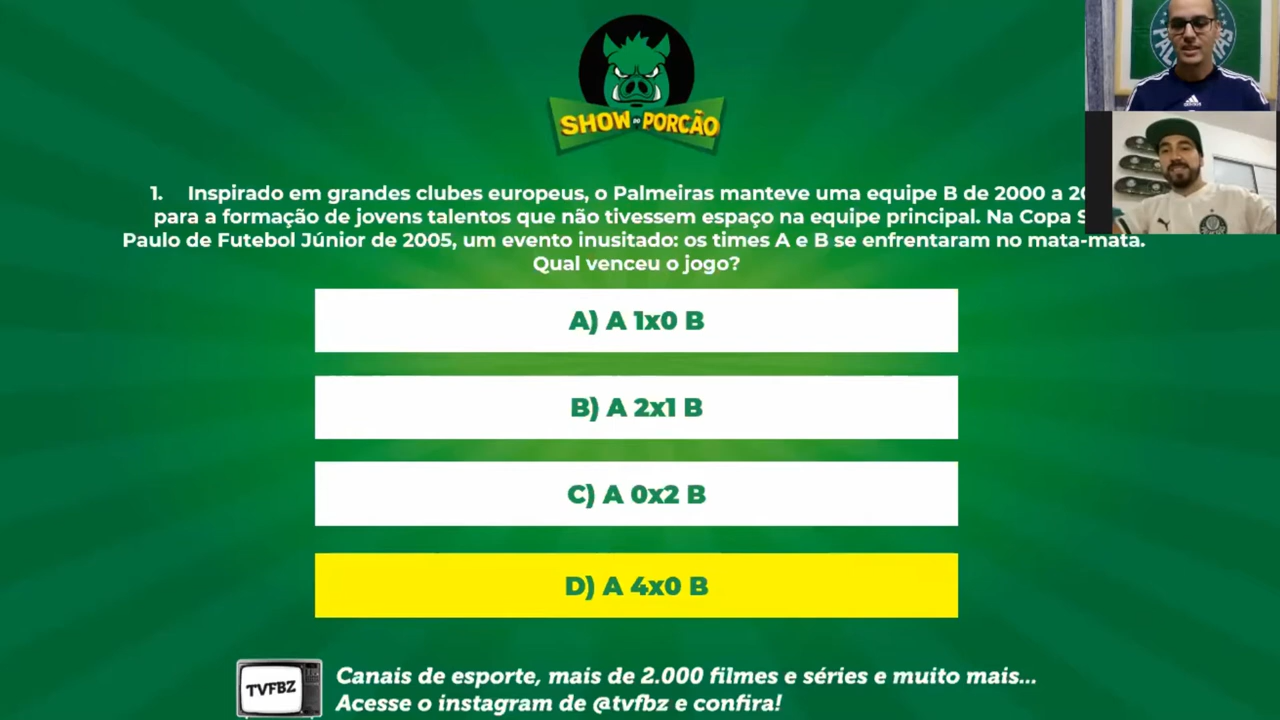 SHOW DO PORCÃO
1. Inspirado em grandes clubes europeus, o Palmeiras manteve uma equipe B de 2000 a
para a formação de jovens talentos que não tivessem espaço na equipe principal. Na Copa
Paulo de Futebol Júnior de 2005, um evento inusitado: os times A e B se enfrentaram no mata-mata.
Qual venceu o jogo?
A) A 1x0 B
B) A 2x1 B
C) A 0x2 B
D) A 4x0 B
TVFBZ
Canais de esporte, mais de 2.000 filmes e séries e muito mais...
Acesse o instagram de @tvfbz e confira!